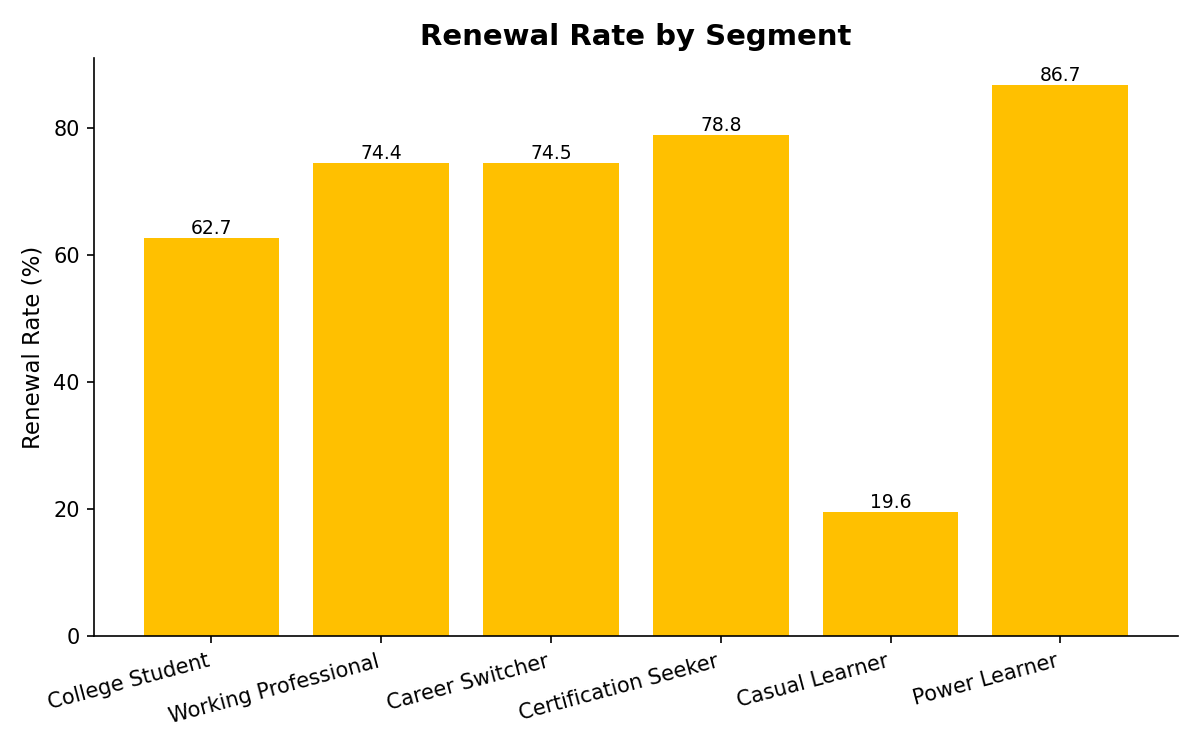 Renewal Rate by Segment
Renewal Rate (%)
80
60
40
20
0
62.7
74.4
74.5
78.8
19.6
86.7
College Student
Working Professional
Career Switcher
Certification Seeker
Casual Learner
Power Learner